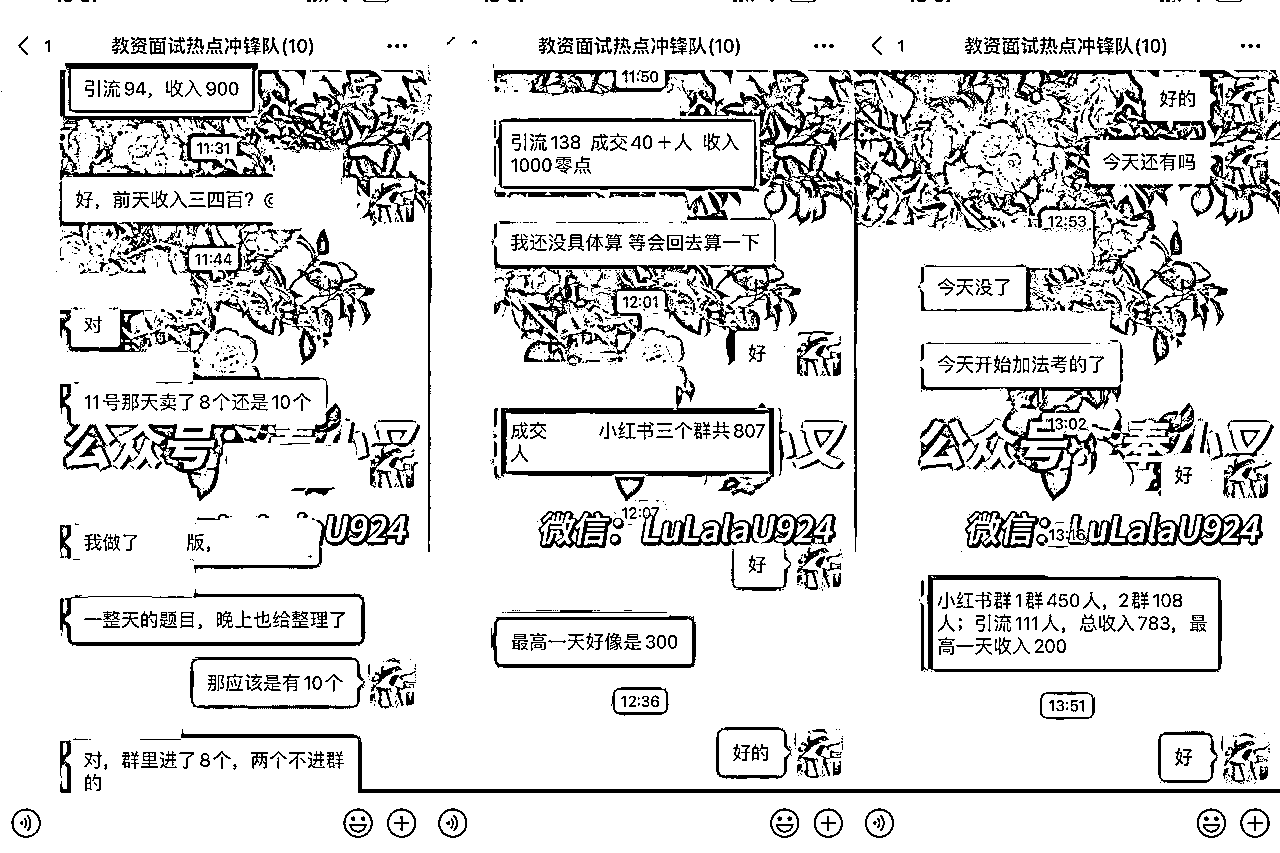 1
教资面试热点冲锋队(10)
引流94，收入900
11:31
好，前天收入三四百？@
11:44
对
11号那天卖了8个还是10个
公众号
又
我做了
版，
U924
一整天的题目，晚上也给整理了
那应该是有10个
对，群里进了8个，两个不进群
的
教资面试热点冲锋队(10)
11:50
引流138 成交40＋人 收入
1000零点
我还没具体算 等会回去算一下
12:01
好
成交 小红书三个群共807
人
又
12:07
微信：LuLalaU924
好
最高一天好像是300
12:36
好的
1
教资面试热点冲锋队(10)
好的
今天还有吗
12:53
今天没了
今天开始加法考的了
13:02
公众号
又
好
微信：LuLalaU924
小红书群1群450人，2群108
人；引流111人，总收入783，最
高一天收入200
13:51
好